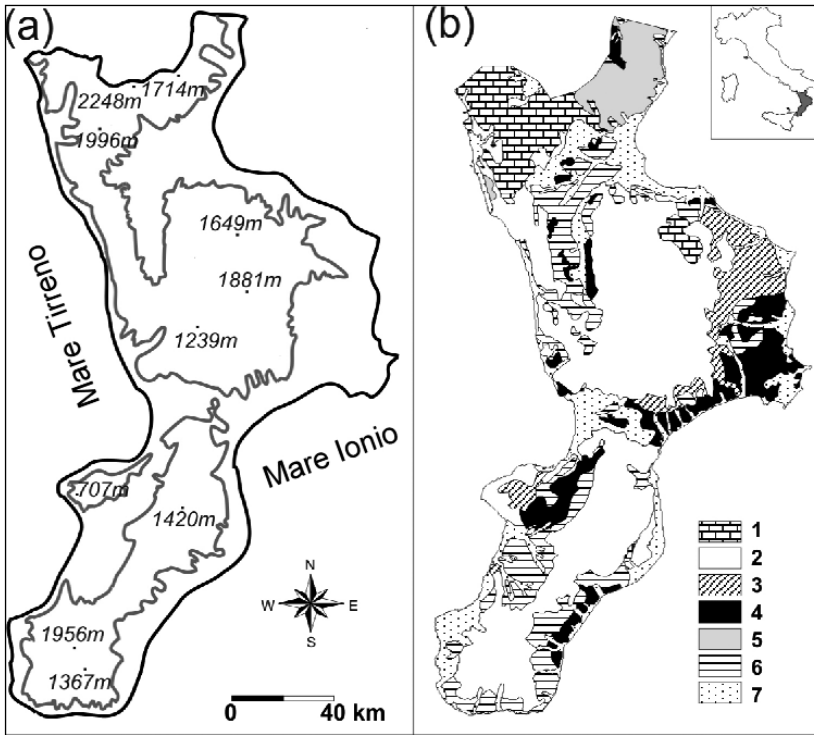 (a)
2248m
1714m
1996m
1649m
1881m
1239m
Mare Tirreno
Mare Ionio
707m
1420m
1956m
1367m
N
W E
S
0 40 km
(b)
1
2
3
4
5
6
7